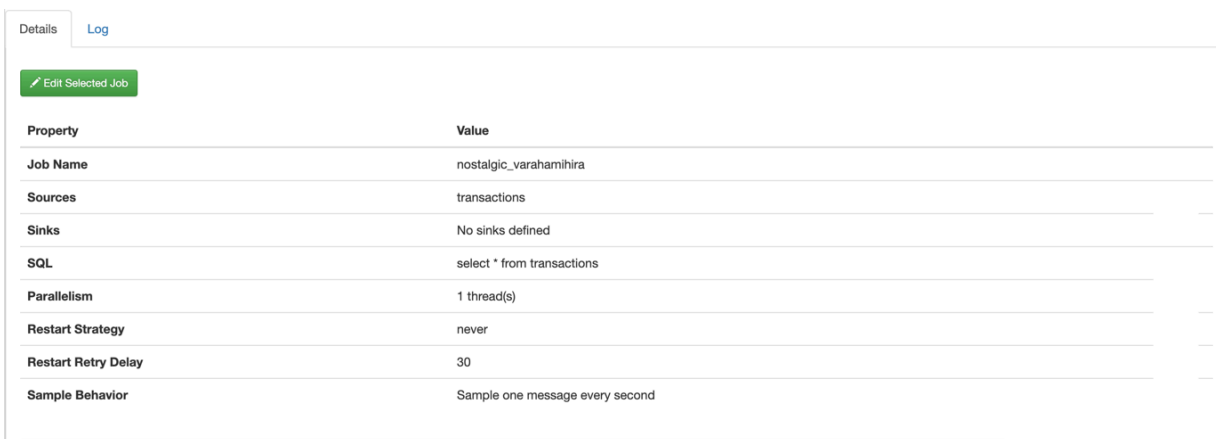 Details Log
Edit Selected Job
Property Value
Job Name nostalgic_varahamihira
Sources transactions
Sinks No sinks defined
SQL select * from transactions
Parallelism 1 thread(s)
Restart Strategy never
Restart Retry Delay 30
Sample Behavior Sample one message every second